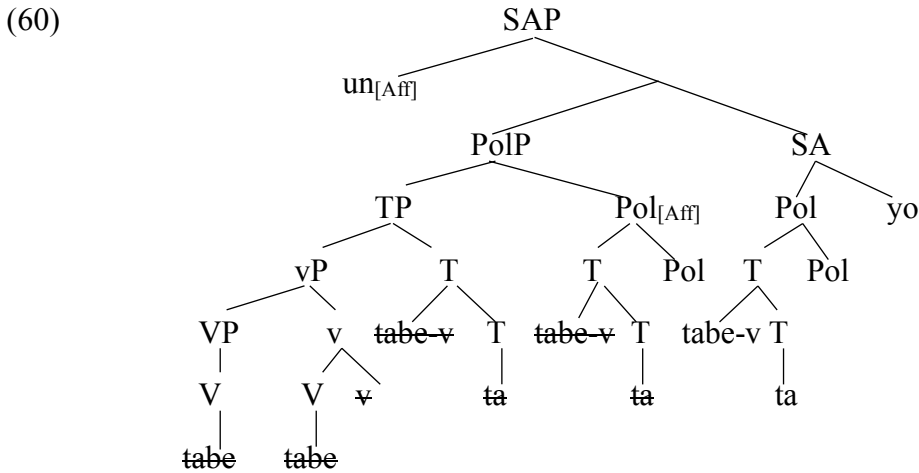 (60) SAP
un[Aff]
PolP SA
TP Pol[Aff] Pol yo
vP T T Pol T Pol
VP v tabe-v T tabe-v T tabe-v T
V V v ta ta ta
tabe tabe